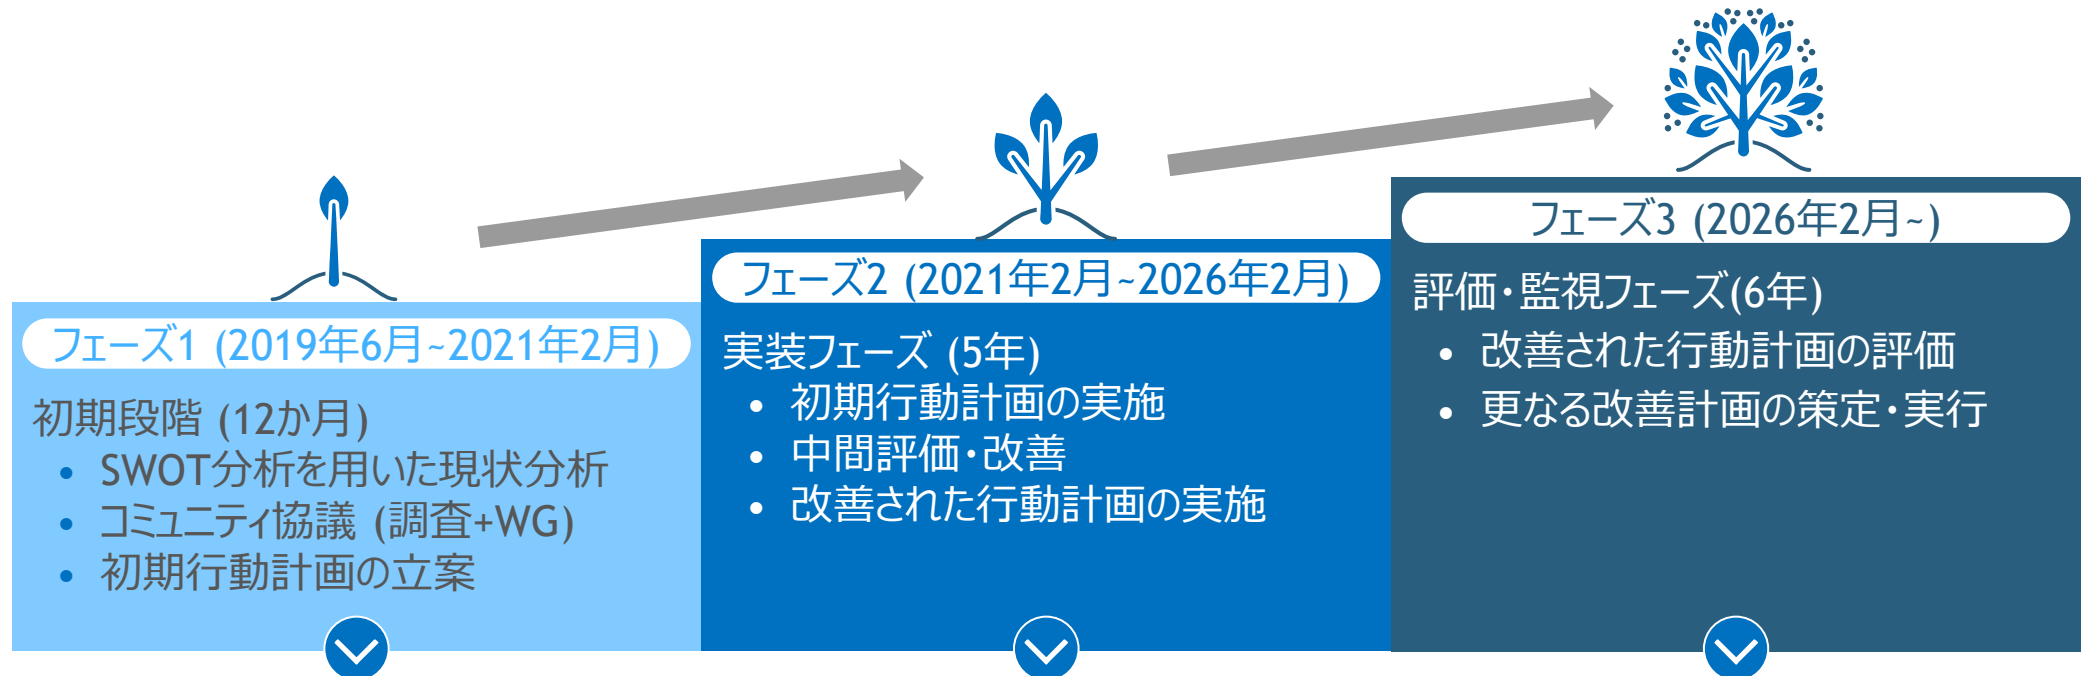 フェーズ1 (2019年6月~2021年2月)
初期段階 (12か月)
• SWOT分析を用いた現状分析
• コミュニティ協議 (調査+WG)
• 初期行動計画の立案
フェーズ2 (2021年2月~2026年2月)
実装フェーズ (5年)
• 初期行動計画の実施
• 中間評価・改善
• 改善された行動計画の実施
フェーズ3 (2026年2月~)
評価・監視フェーズ(6年)
• 改善された行動計画の評価
• 更なる改善計画の策定・実行